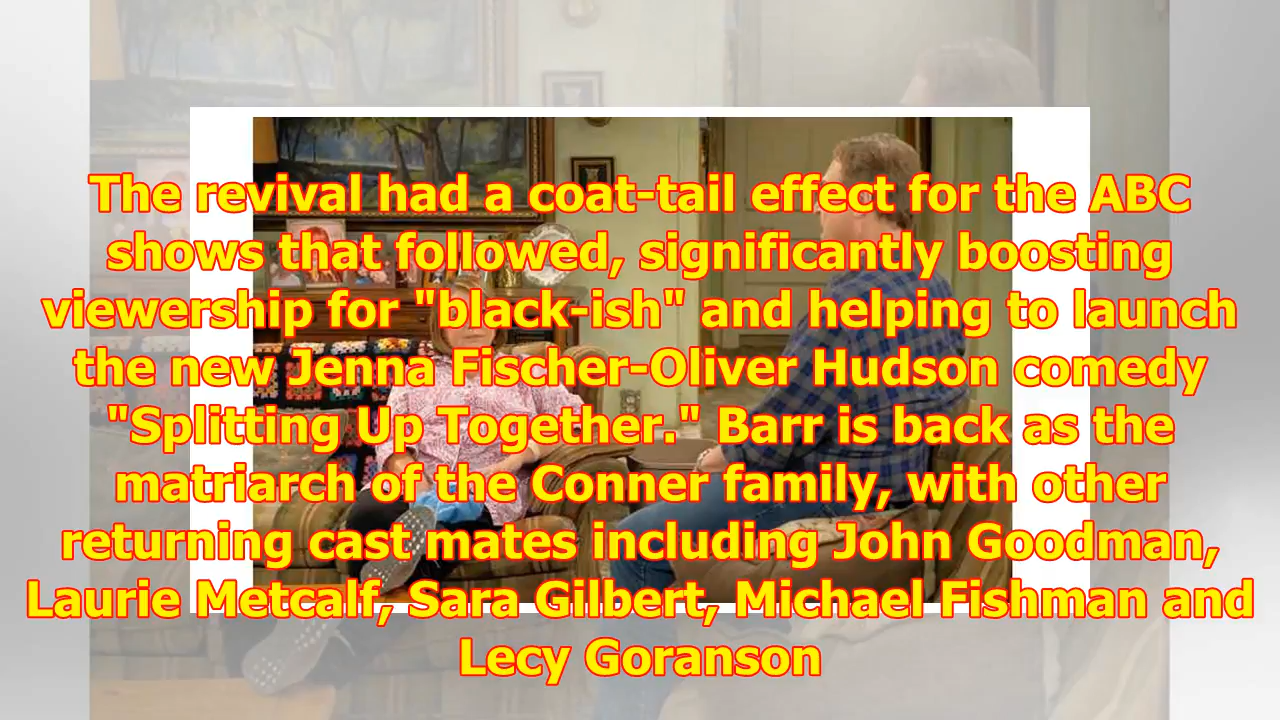 The revival had a coat-tail effect for the ABC
shows that followed, significantly boosting
viewership for "black-ish" and helping to launch
the new Jenna Fischer-Oliver Hudson comedy
"Splitting Up Together." Barr is back as the
matriarch of the Conner family, with other
returning cast mates including John Goodman,
Laurie Metcalf, Sara Gilbert, Michael Fishman and
Lecy Goranson